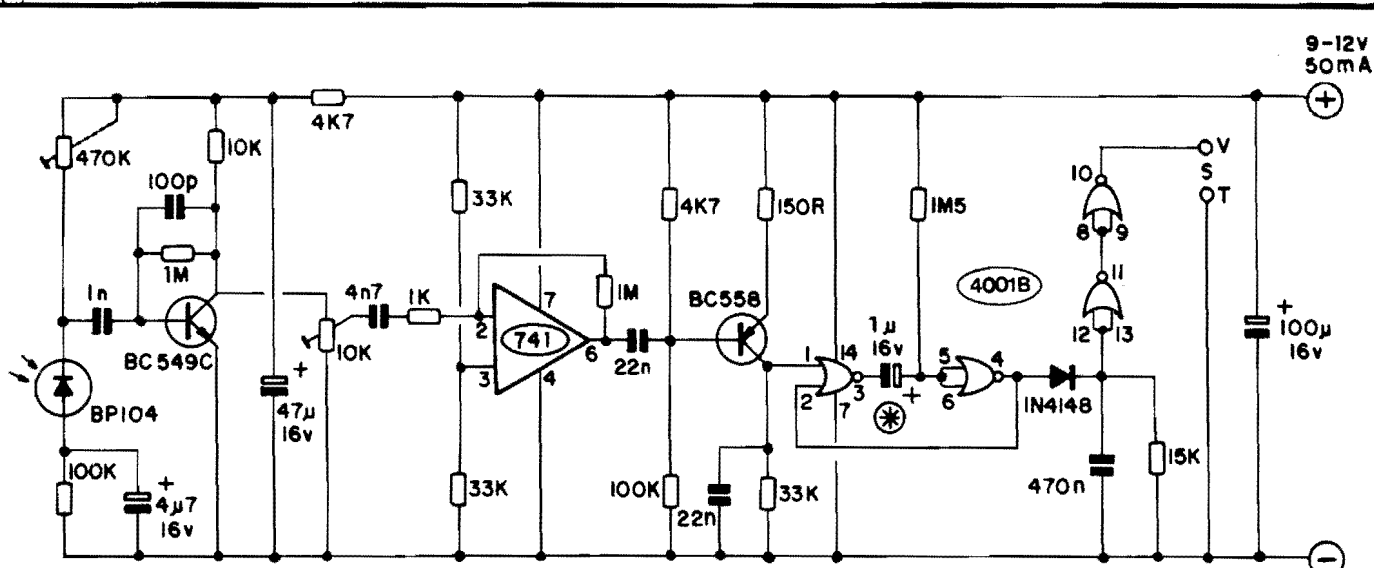 9-12V
50mA
+
4K7
470K
10K
100p
1M
1n
BC549C
BP104
100K
4µ7
+
16v
47µ
+
16v
10K
4n7
1K
33K
33K
2
3
741
7
4
6
1M
22n
4K7
100K
BC558
150R
22n
33K
1
2
14
3
7
1µ
16v
+
1M5
5
6
4
4001B
1N4148
470n
15K
12
13
11
8
9
10
V
S
T
+
100µ
16v
-